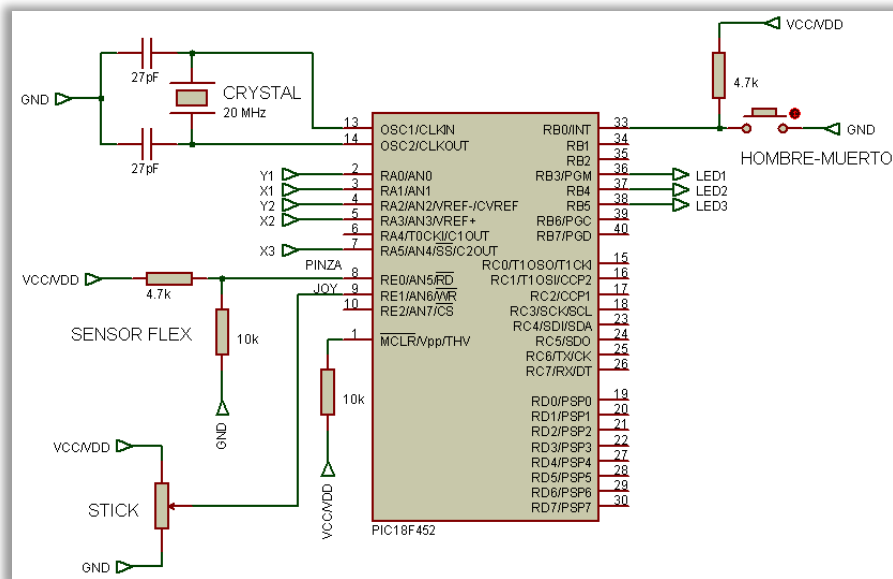 VCC/VDD
27pF
4.7k
GND
CRYSTAL
20 MHz
HOMBRE-MUERTO
GND
27pF
13 OSC1/CLKIN RB0/INT 33
14 OSC2/CLKOUT RB1 34
RB2 35
Y1 2 RA0/AN0 RB3/PGM 36 LED1
X1 3 RA1/AN1 RB4 37 LED2
Y2 4 RA2/AN2/VREF-/CVREF RB5 38 LED3
X2 5 RA3/AN3/VREF+ RB6/PGC 39
6 RA4/T0CKI/C1OUT RB7/PGD 40
X3 7 RA5/AN4/SS/C2OUT
RC0/T1OSO/T1CKI 15
VCC/VDD 4.7k PINZA 8 RE0/AN5/RD RC1/T1OSI/CCP2 16
JOY 9 RE1/AN6/WR RC2/CCP1 17
10 RE2/AN7/CS RC3/SCK/SCL 18
RC4/SDI/SDA 23
SENSOR FLEX 10k
1 MCLR/Vpp/THV RC5/SDO 24
RC6/TX/CK 25
RC7/RX/DT 26
10k
GND
RD0/PSP0 19
RD1/PSP1 20
RD2/PSP2 21
RD3/PSP3 22
RD4/PSP4 27
RD5/PSP5 28
RD6/PSP6 29
RD7/PSP7 30
VCC/VDD
VCC/VDD
STICK
GND
PIC18F452